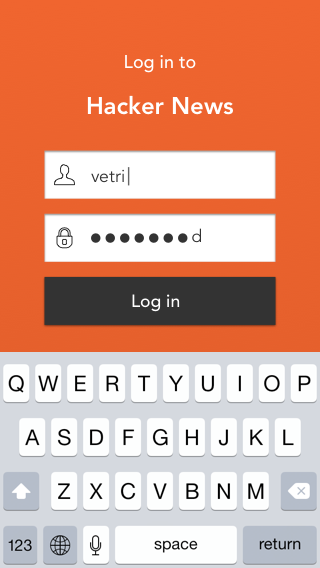 Log in to
Hacker News
vetri
●●●●●●●d
Log in
Q W E R T Y U I O P
A S D F G H J K L
Z X C V B N M
123 space return